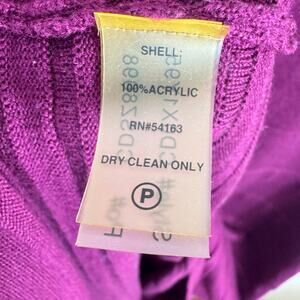 SHELL:
100%ACRYLIC
RN#54163
DRY CLEAN ONLY
P